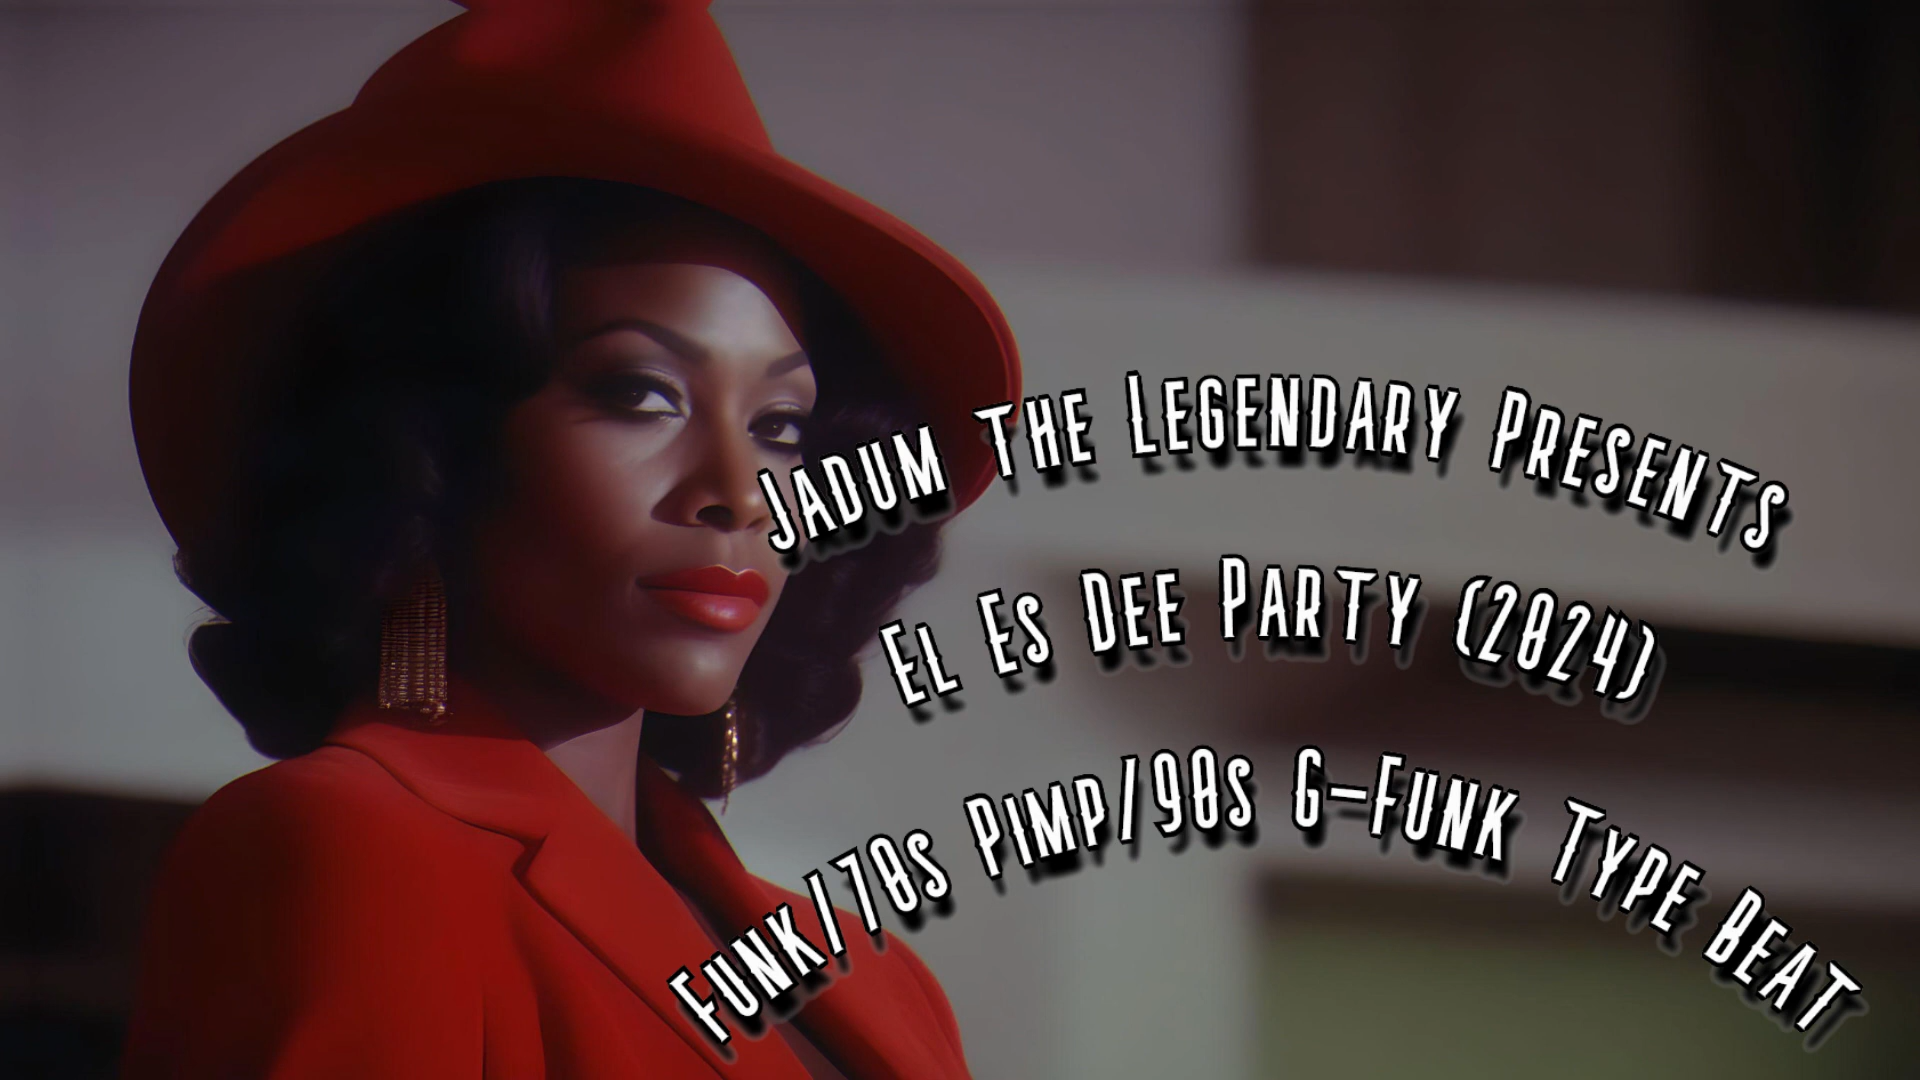 Jadum the Legendary Presents
El Es Dee Party (2024)
Funk/70s Pimp/90s G-Funk Type Beat